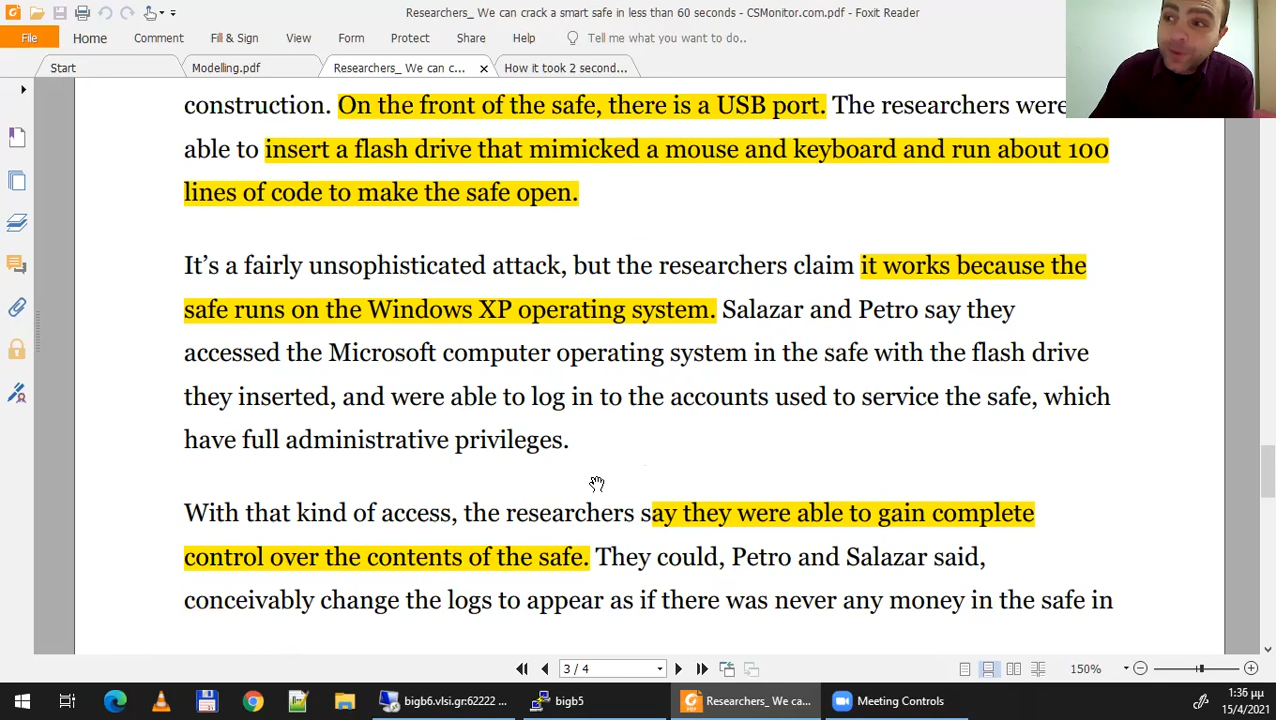 Researchers_ We can crack a smart safe in less than 60 seconds - CSMonitor.com.pdf - Foxit Reader
File Home Comment Fill & Sign View Form Protect Share Help Tell me what you want to do..
Start Modelling.pdf Researchers_ We can c... × How it took 2 second...
construction. On the front of the safe, there is a USB port. The researchers were
able to insert a flash drive that mimicked a mouse and keyboard and run about 100
lines of code to make the safe open.
It’s a fairly unsophisticated attack, but the researchers claim it works because the
safe runs on the Windows XP operating system. Salazar and Petro say they
accessed the Microsoft computer operating system in the safe with the flash drive
they inserted, and were able to log in to the accounts used to service the safe, which
have full administrative privileges.
With that kind of access, the researchers say they were able to gain complete
control over the contents of the safe. They could, Petro and Salazar said,
conceivably change the logs to appear as if there was never any money in the safe in
3 / 4 150%
bigb6.vlsi.gr:62222 ... bigb5 Researchers_ We ca... Meeting Controls
1:36 μμ
15/4/2021